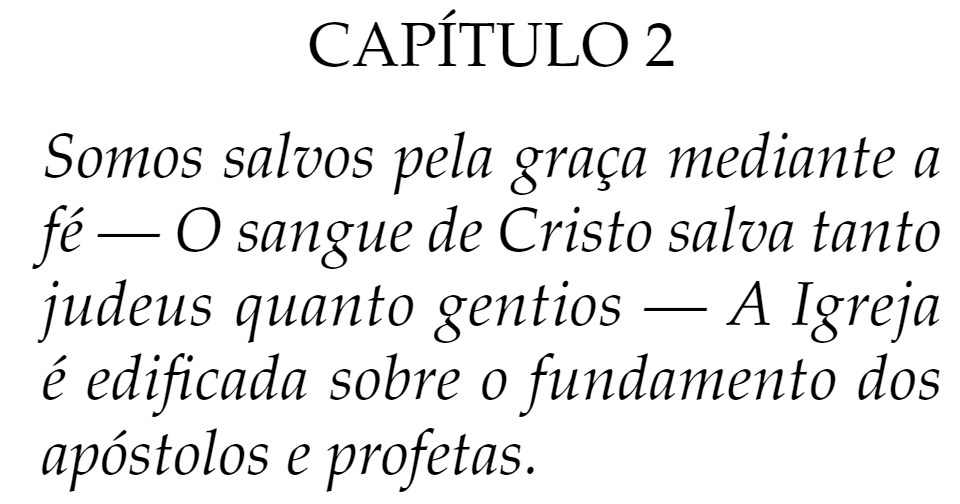 CAPÍTULO 2
Somos salvos pela graça mediante a
fé — O sangue de Cristo salva tanto
judeus quanto gentios — A Igreja
é edificada sobre o fundamento dos
apóstolos e profetas.